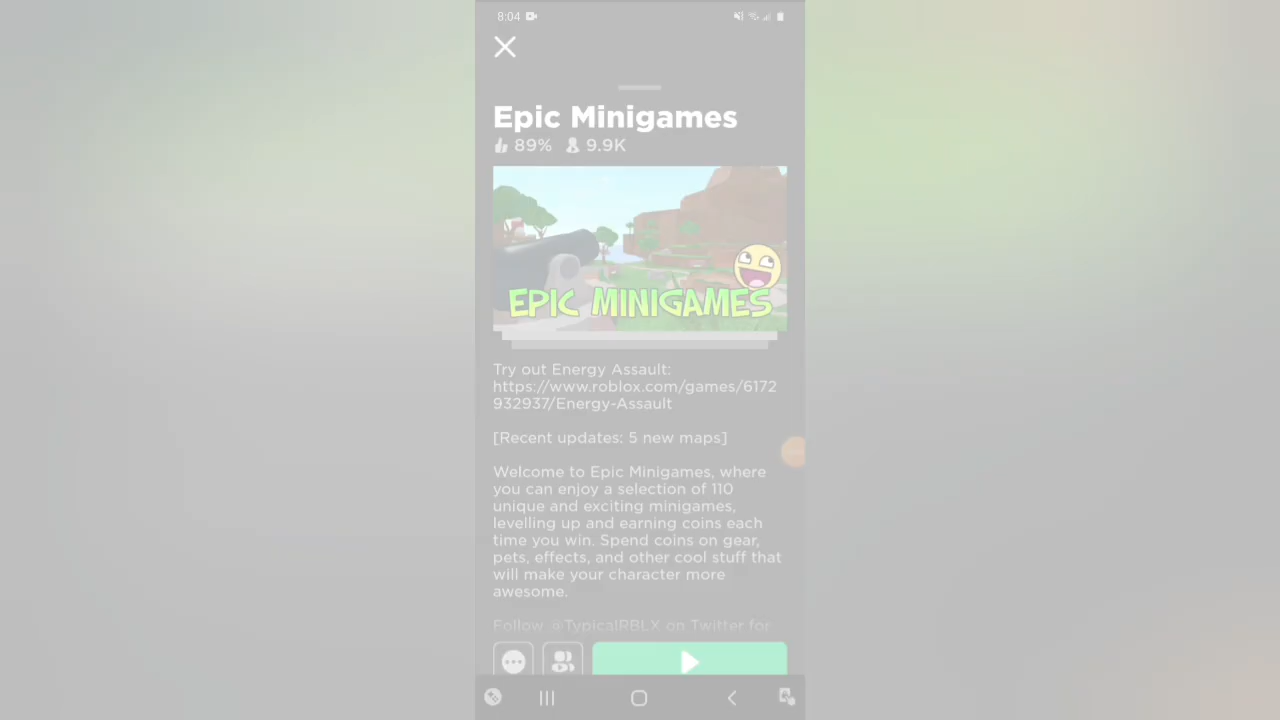 8:04
Epic Minigames
89% 9.9K
EPIC MINIGAMES
Try out Energy Assault:
https://www.roblox.com/games/6172
932937/Energy-Assault
[Recent updates: 5 new maps]
Welcome to Epic Minigames, where
you can enjoy a selection of 110
unique and exciting minigames,
levelling up and earning coins each
time you win. Spend coins on gear,
pets, effects, and other cool stuff that
will make your character more
awesome.
Follow @TypicalRBLX on Twitter for